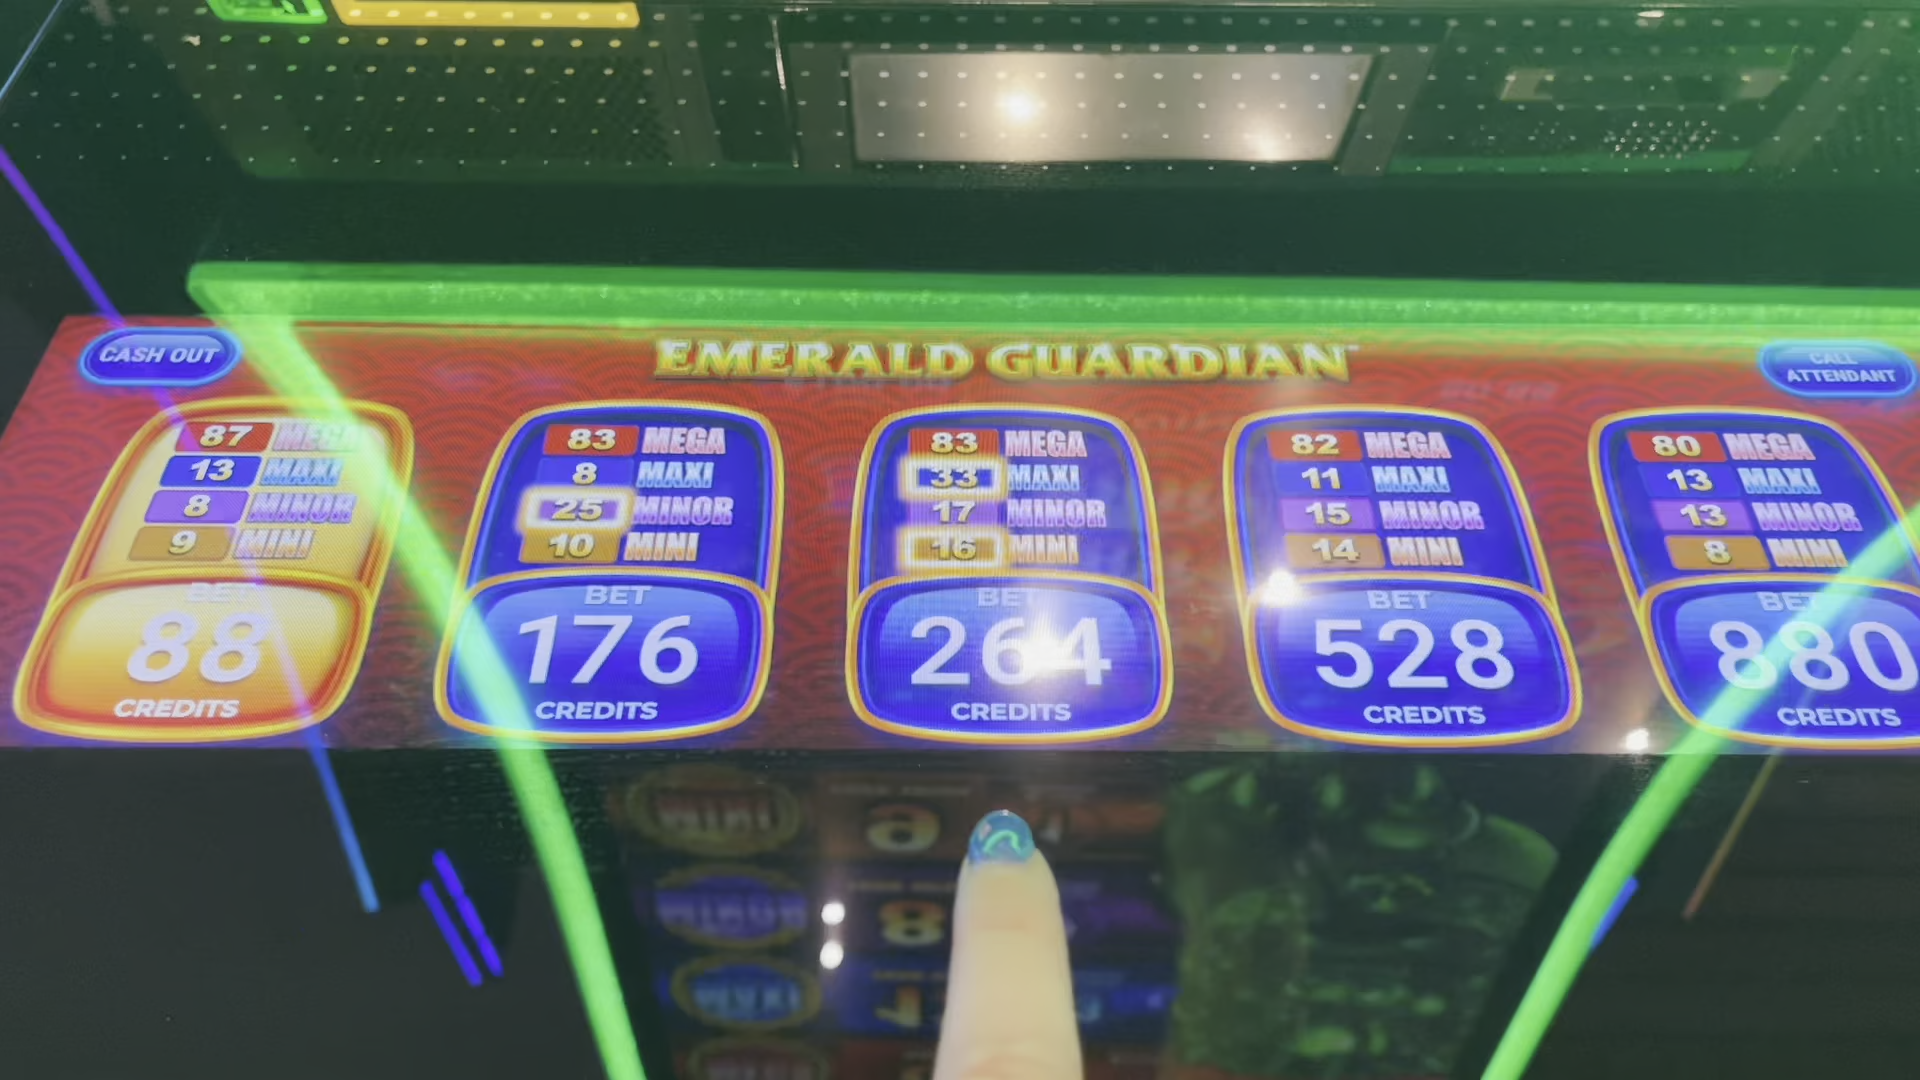 CASH OUT
EMERALD GUARDIAN™
CALL
ATTENDANT
87 MEGA
13 MAXI
8 MINOR
9 MINI
BET
88
CREDITS
83 MEGA
8 MAXI
25 MINOR
10 MINI
BET
176
CREDITS
83 MEGA
33 MAXI
17 MINOR
16 MINI
BET
264
CREDITS
82 MEGA
11 MAXI
15 MINOR
14 MINI
BET
528
CREDITS
80 MEGA
13 MAXI
13 MINOR
8 MINI
BET
880
CREDITS